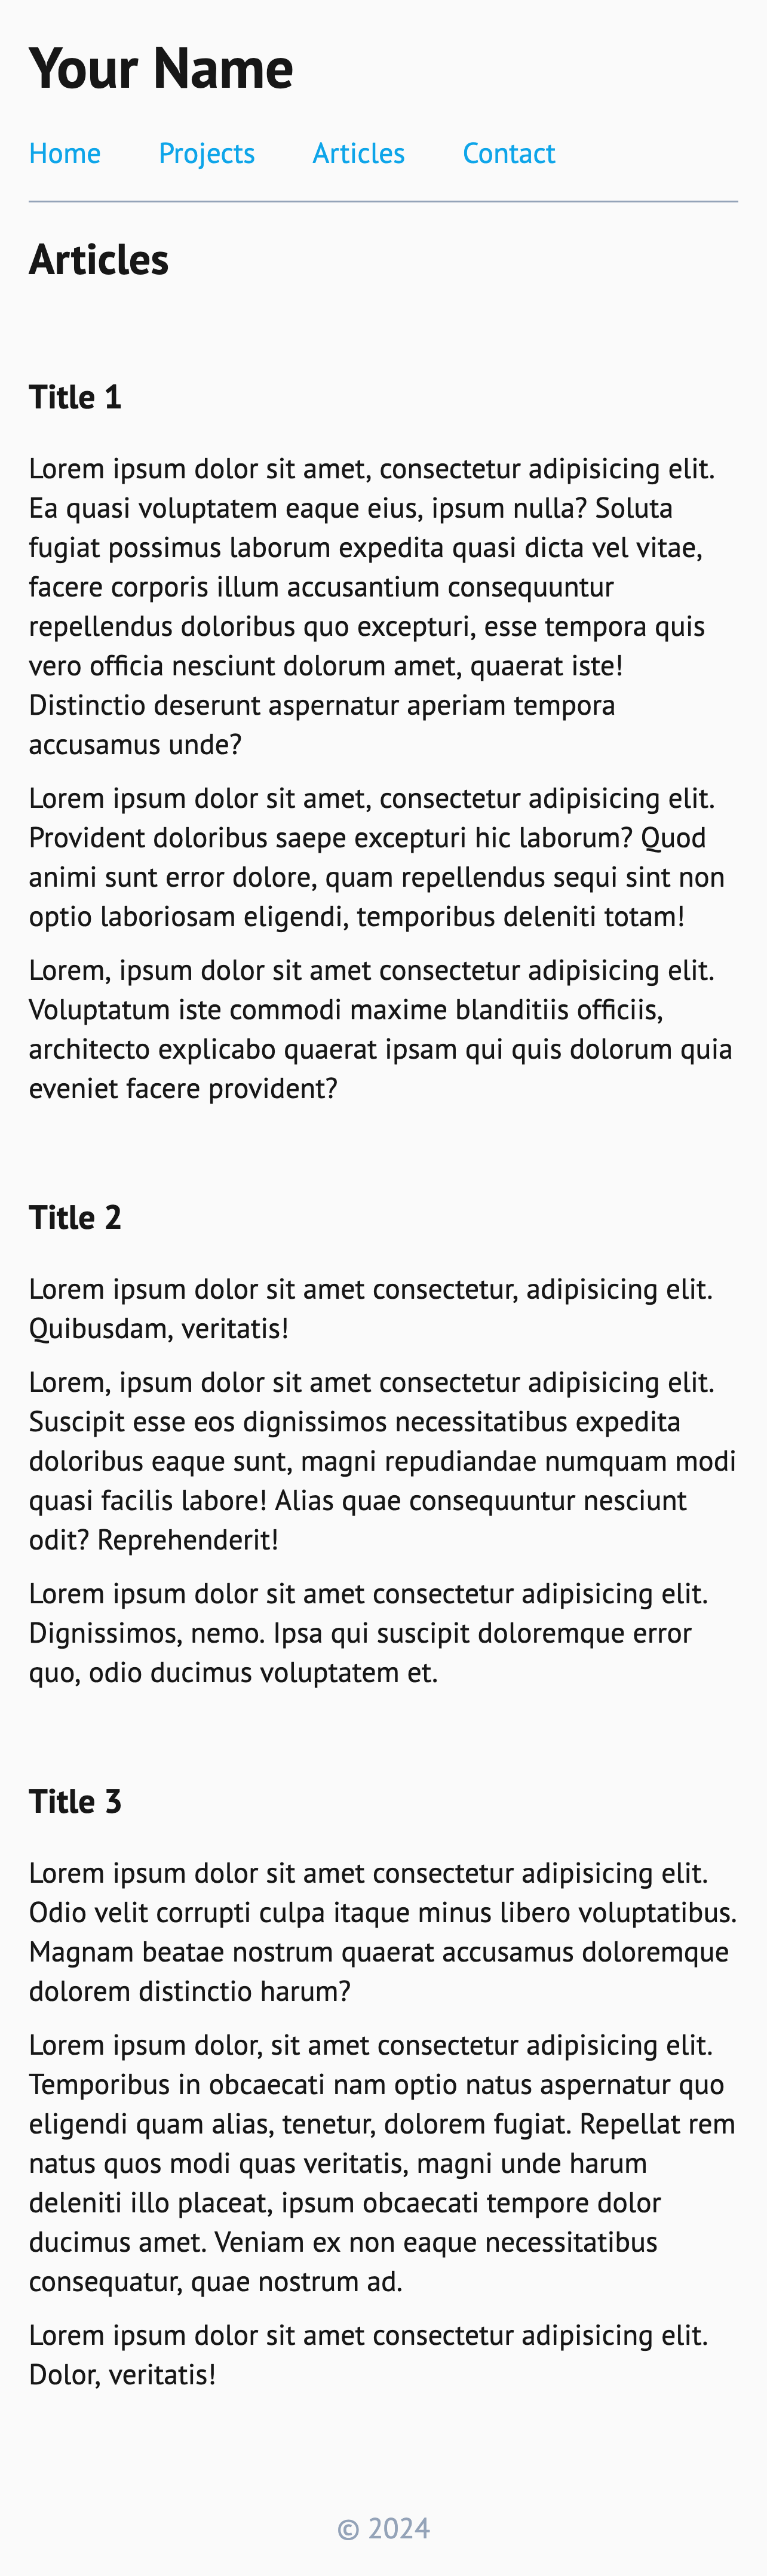 Your Name
Home Projects Articles Contact
Articles
Title 1
Lorem ipsum dolor sit amet, consectetur adipisicing elit.
Ea quasi voluptatem eaque eius, ipsum nulla? Soluta
fugiat possimus laborum expedita quasi dicta vel vitae,
facere corporis illum accusantium consequuntur
repellendus doloribus quo excepturi, esse tempora quis
vero officia nesciunt dolorum amet, quaerat iste!
Distinctio deserunt aspernatur aperiam tempora
accusamus unde?
Lorem ipsum dolor sit amet, consectetur adipisicing elit.
Provident doloribus saepe excepturi hic laborum? Quod
animi sunt error dolore, quam repellendus sequi sint non
optio laboriosam eligendi, temporibus deleniti totam!
Lorem, ipsum dolor sit amet consectetur adipisicing elit.
Voluptatum iste commodi maxime blanditiis officiis,
architecto explicabo quaerat ipsam qui quis dolorum quia
eveniet facere provident?
Title 2
Lorem ipsum dolor sit amet consectetur, adipisicing elit.
Quibusdam, veritatis!
Lorem, ipsum dolor sit amet consectetur adipisicing elit.
Suscipit esse eos dignissimos necessitatibus expedita
doloribus eaque sunt, magni repudiandae numquam modi
quasi facilis labore! Alias quae consequuntur nesciunt
odit? Reprehenderit!
Lorem ipsum dolor sit amet consectetur adipisicing elit.
Dignissimos, nemo. Ipsa qui suscipit doloremque error
quo, odio ducimus voluptatem et.
Title 3
Lorem ipsum dolor sit amet consectetur adipisicing elit.
Odio velit corrupti culpa itaque minus libero voluptatibus.
Magnam beatae nostrum quaerat accusamus doloremque
dolorem distinctio harum?
Lorem ipsum dolor, sit amet consectetur adipisicing elit.
Temporibus in obcaecati nam optio natus aspernatur quo
eligendi quam alias, tenetur, dolorem fugiat. Repellat rem
natus quos modi quas veritatis, magni unde harum
deleniti illo placeat, ipsum obcaecati tempore dolor
ducimus amet. Veniam ex non eaque necessitatibus
consequatur, quae nostrum ad.
Lorem ipsum dolor sit amet consectetur adipisicing elit.
Dolor, veritatis!
© 2024